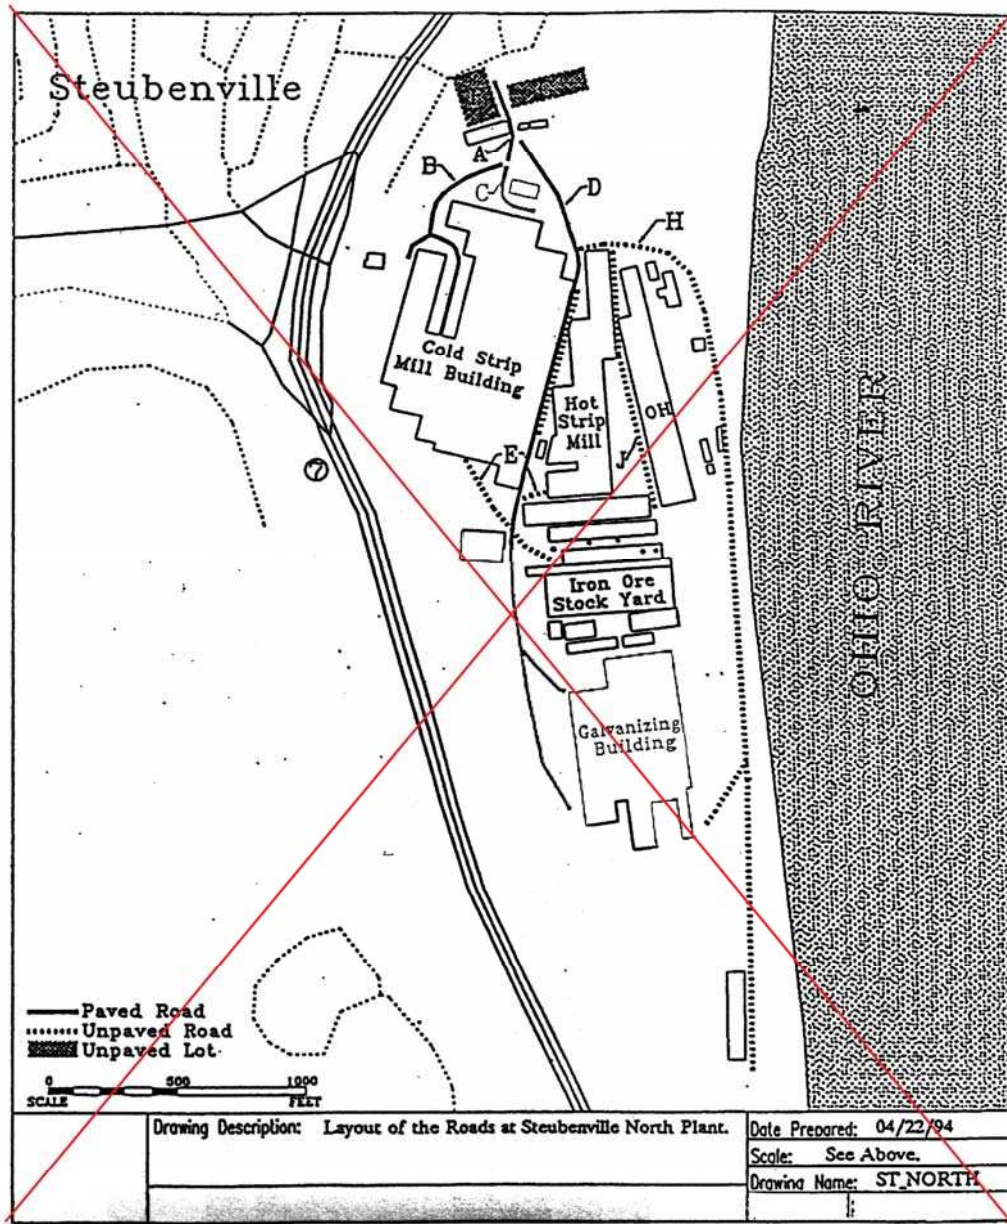 Steubenville
A
B
C
D
H
Cold Strip
Mill Building
Hot
Strip
Mill
OH
E
J
7
Iron Ore
Stock Yard
Galvanizing
Building
OHIO RIVER
Paved Road
Unpaved Road
Unpaved Lot
0 500 1000
SCALE FEET
Drawing Description: Layout of the Roads at Steubenville North Plant.
Date Prepared: 04/22/94
Scale: See Above.
Drawing Name: ST_NORTH